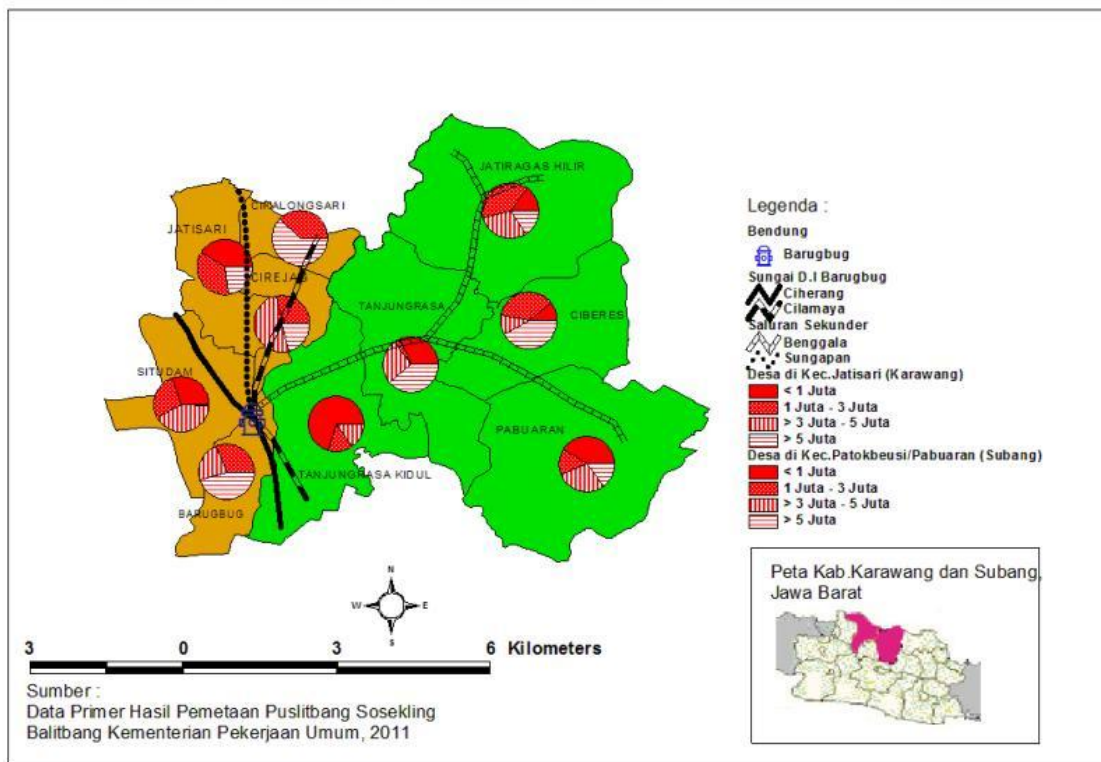 JATIRAGAS HILIR
CIPALONGSARI
JATISARI
CIREJAG
TANJUNGRASA
CIBERES
SITUDAM
PABUARAN
TANJUNGRASA KIDUL
BARUGBUG
N
W E
S
3 0 3 6 Kilometers
Sumber :
Data Primer Hasil Pemetaan Puslitbang Sosekling
Balitbang Kementerian Pekerjaan Umum, 2011
Legenda :
Bendung
Barugbug
Sungai D.I Barugbug
Ciherang
Cilamaya
Saluran Sekunder
Benggala
Sungapan
Desa di Kec.Jatisari (Karawang)
< 1 Juta
1 Juta - 3 Juta
> 3 Juta - 5 Juta
> 5 Juta
Desa di Kec.Patokbeusi/Pabuaran (Subang)
< 1 Juta
1 Juta - 3 Juta
> 3 Juta - 5 Juta
> 5 Juta
Peta Kab.Karawang dan Subang,
Jawa Barat